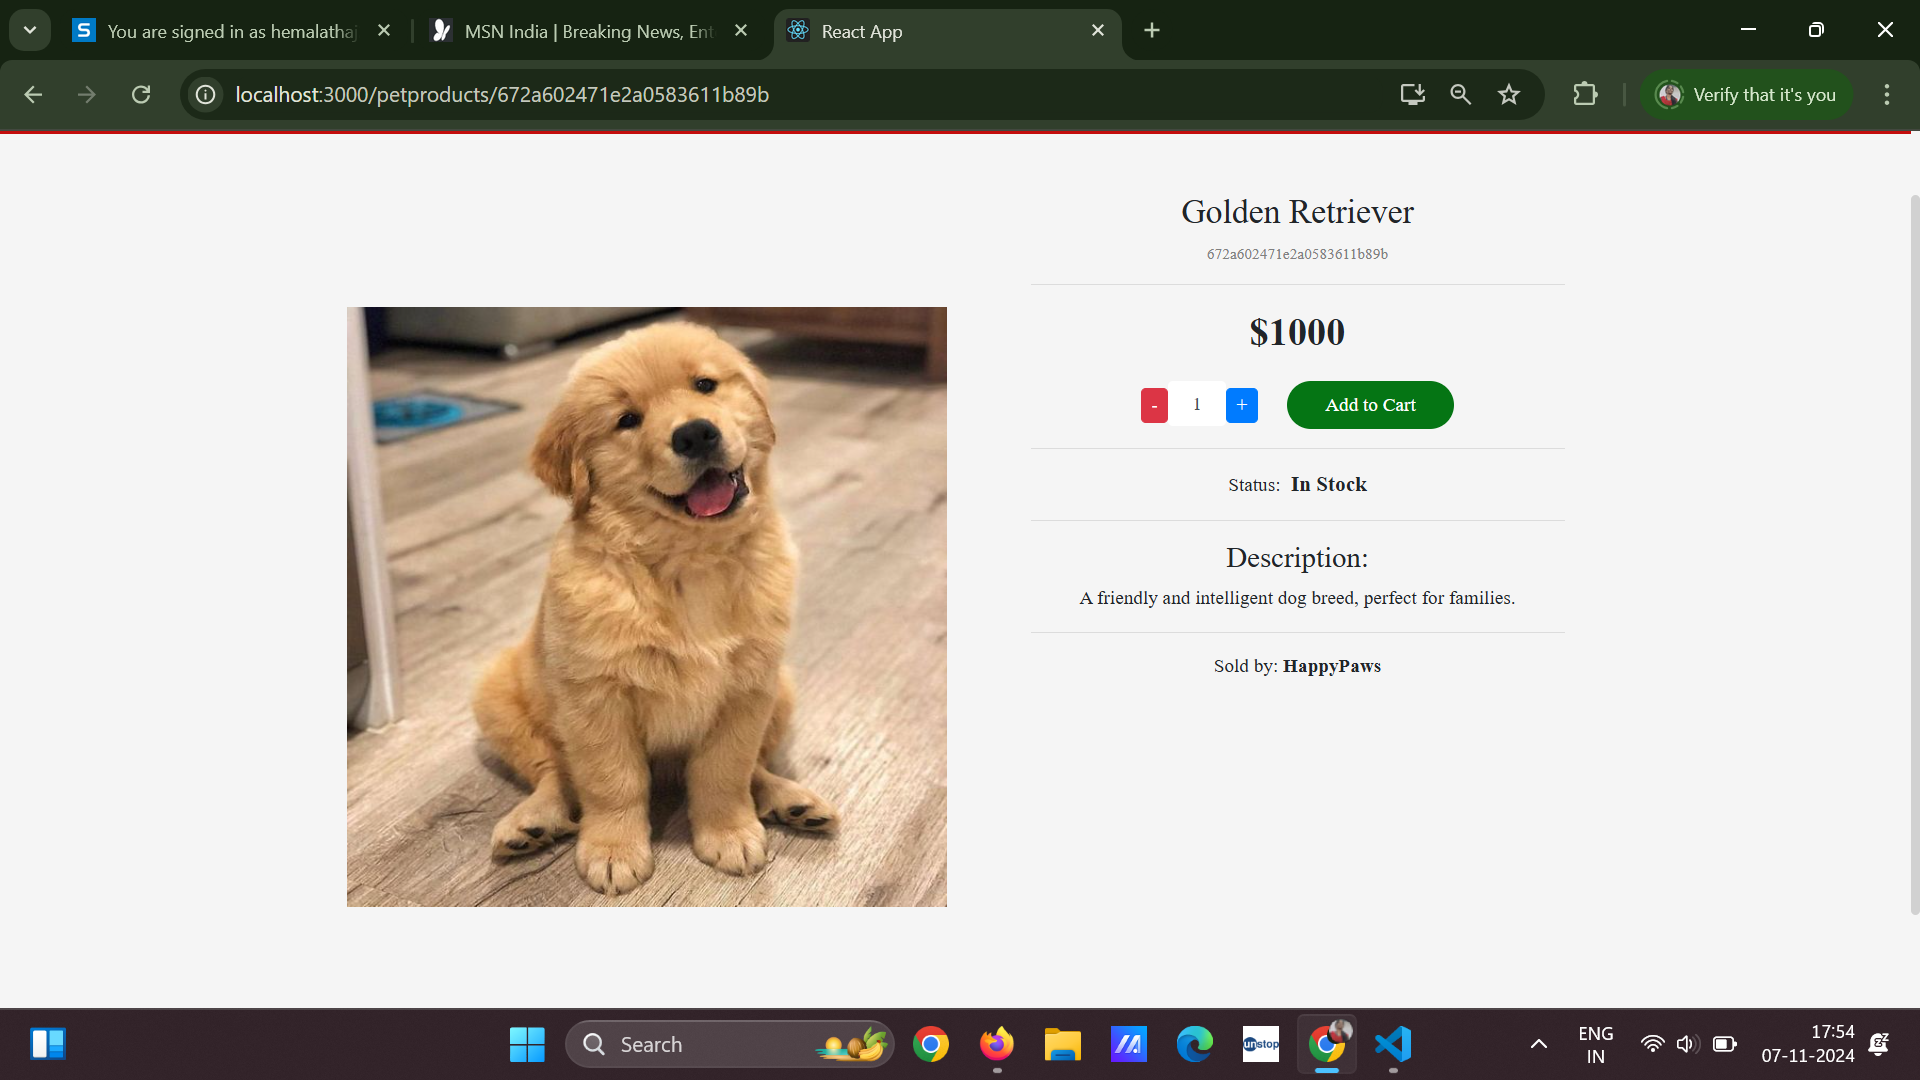 You are signed in as hemalathaj
MSN India | Breaking News, Ent
React App
localhost:3000/petproducts/672a602471e2a0583611b89b
Verify that it's you
Golden Retriever
672a602471e2a0583611b89b
$1000
- 1 + Add to Cart
Status: In Stock
Description:
A friendly and intelligent dog breed, perfect for families.
Sold by: HappyPaws
Search
unstop
ENG
IN
17:54
07-11-2024